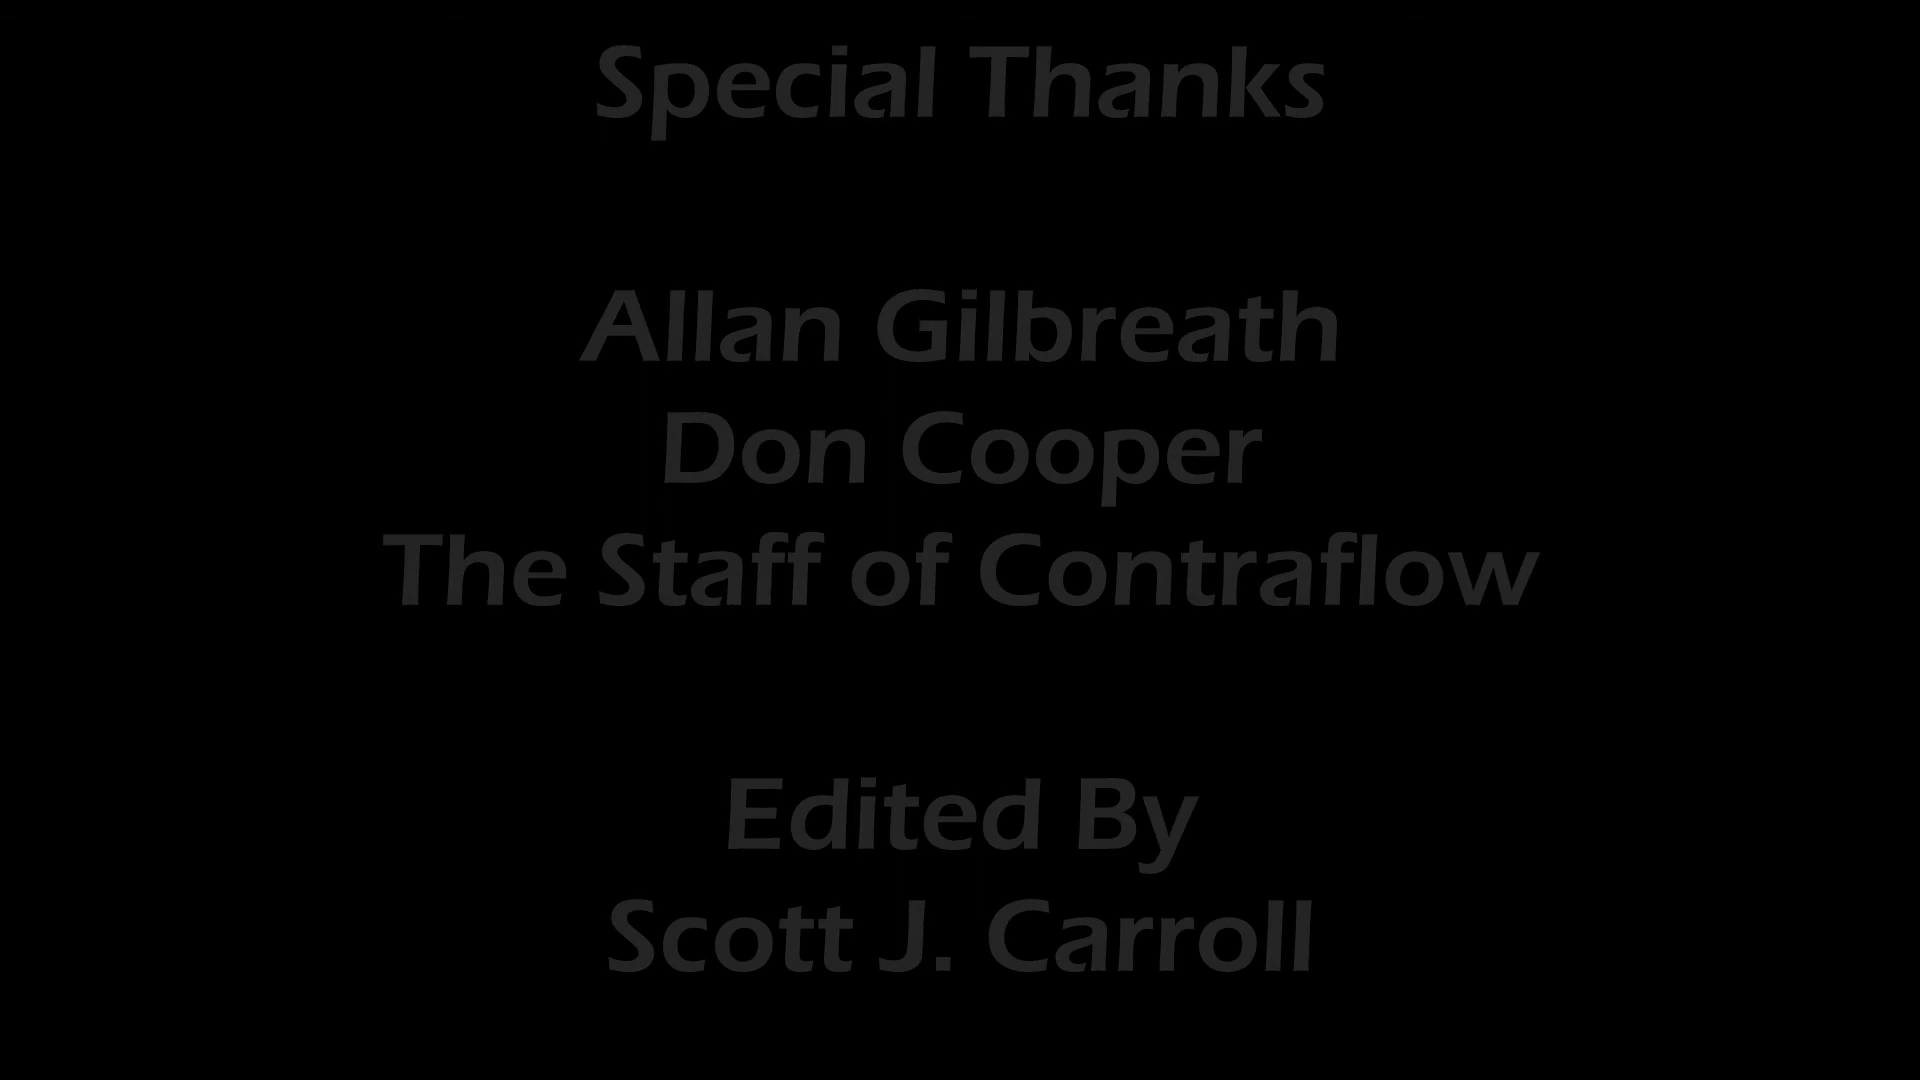 Special Thanks
Allan Gilbreath
Don Cooper
The Staff of Contraflow
Edited By
Scott J. Carroll